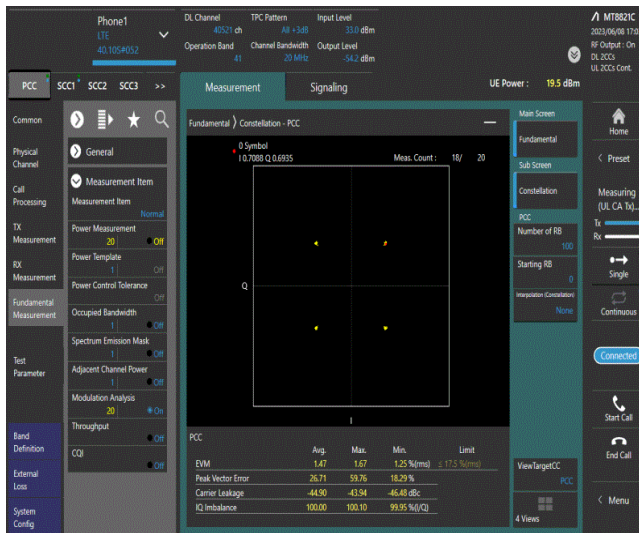 Phone1
LTE
40.10S#052
DL Channel
40521 ch
TPC Pattern
All +3dB
Input Level
33.0 dBm
Operation Band
41
Channel Bandwidth
20 MHz
Output Level
-54.2 dBm
MT8821C
2023/06/08 17:0
RF Output : On
DL 2CCs
UL 2CCs Cont.
PCC SCC1 SCC2 SCC3 >>
Measurement Signaling
UE Power : 19.5 dBm
Common
Physical
Channel
Call
Processing
TX
Measurement
RX
Measurement
Fundamental
Measurement
Test
Parameter
Band
Definition
External
Loss
System
Config
General
Measurement Item
Measurement Item
Normal
Power Measurement
20 Off
Power Template
1 Off
Power Control Tolerance
Off
Occupied Bandwidth
1 Off
Spectrum Emission Mask
1 Off
Adjacent Channel Power
1 Off
Modulation Analysis
20 On
Throughput
Off
CQI
Off
Fundamental Constellation - PCC
0 Symbol
I 0.7088 Q 0.6935
Meas. Count : 18/ 20
Q
I
PCC
Avg. Max. Min. Limit
EVM 1.47 1.67 1.25 %(rms) ≤ 17.5 %(rms)
Peak Vector Error 26.71 59.76 18.29 %
Carrier Leakage -44.90 -43.94 -46.48 dBc
IQ Imbalance 100.00 100.10 99.95 %(I/Q)
Main Screen
Fundamental
Sub Screen
Constellation
PCC
Number of RB
100
Starting RB
0
Interpolation (Constellation)
None
ViewTargetCC
PCC
4 Views
Home
Preset
Measuring
(UL CA Tx)...
Tx
Rx
Single
Continuous
Connected
Start Call
End Call
Menu